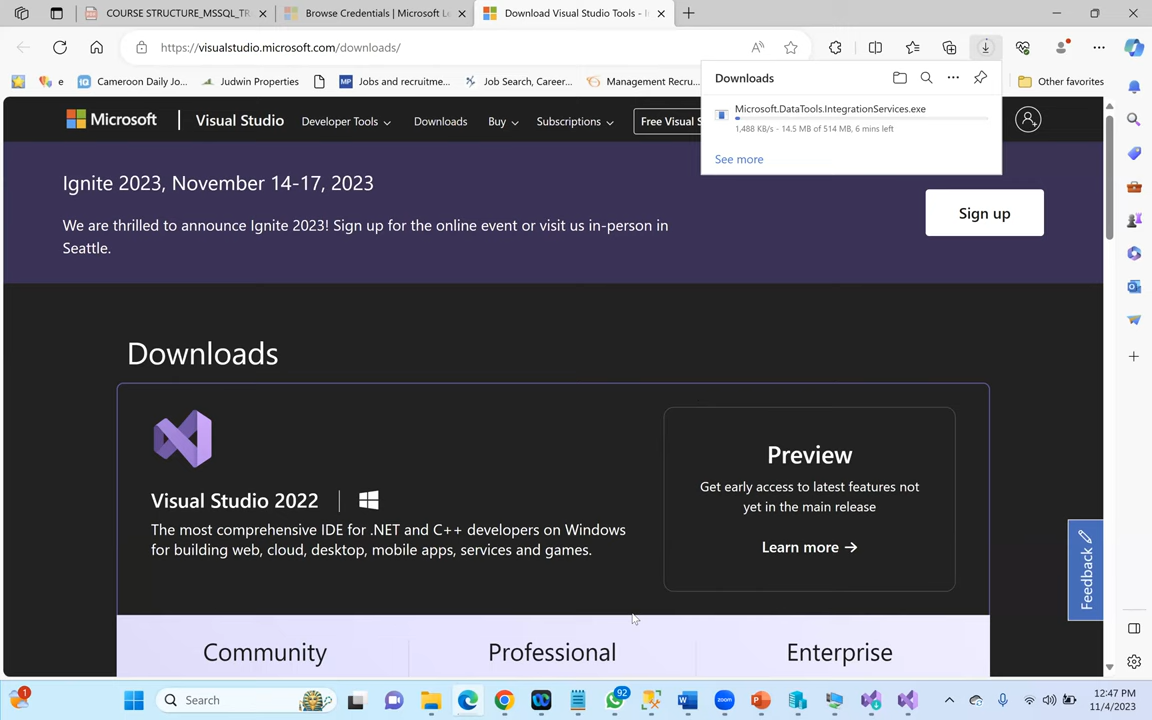 COURSE STRUCTURE_MSSQL_TR
Browse Credentials | Microsoft Le
Download Visual Studio Tools - I
https://visualstudio.microsoft.com/downloads/
e
Cameroon Daily Jo...
Judwin Properties
MP
Jobs and recruitme...
Job Search, Career...
Management Recru...
Other favorites
Microsoft
Visual Studio
Developer Tools
Downloads
Buy
Subscriptions
Free Visual S
Downloads
Microsoft.DataTools.IntegrationServices.exe
1,488 KB/s - 14.5 MB of 514 MB, 6 mins left
See more
Ignite 2023, November 14-17, 2023
We are thrilled to announce Ignite 2023! Sign up for the online event or visit us in-person in
Seattle.
Sign up
Downloads
Visual Studio 2022
The most comprehensive IDE for .NET and C++ developers on Windows
for building web, cloud, desktop, mobile apps, services and games.
Preview
Get early access to latest features not
yet in the main release
Learn more →
Feedback
Community
Professional
Enterprise
1
Search
92
12:47 PM
11/4/2023